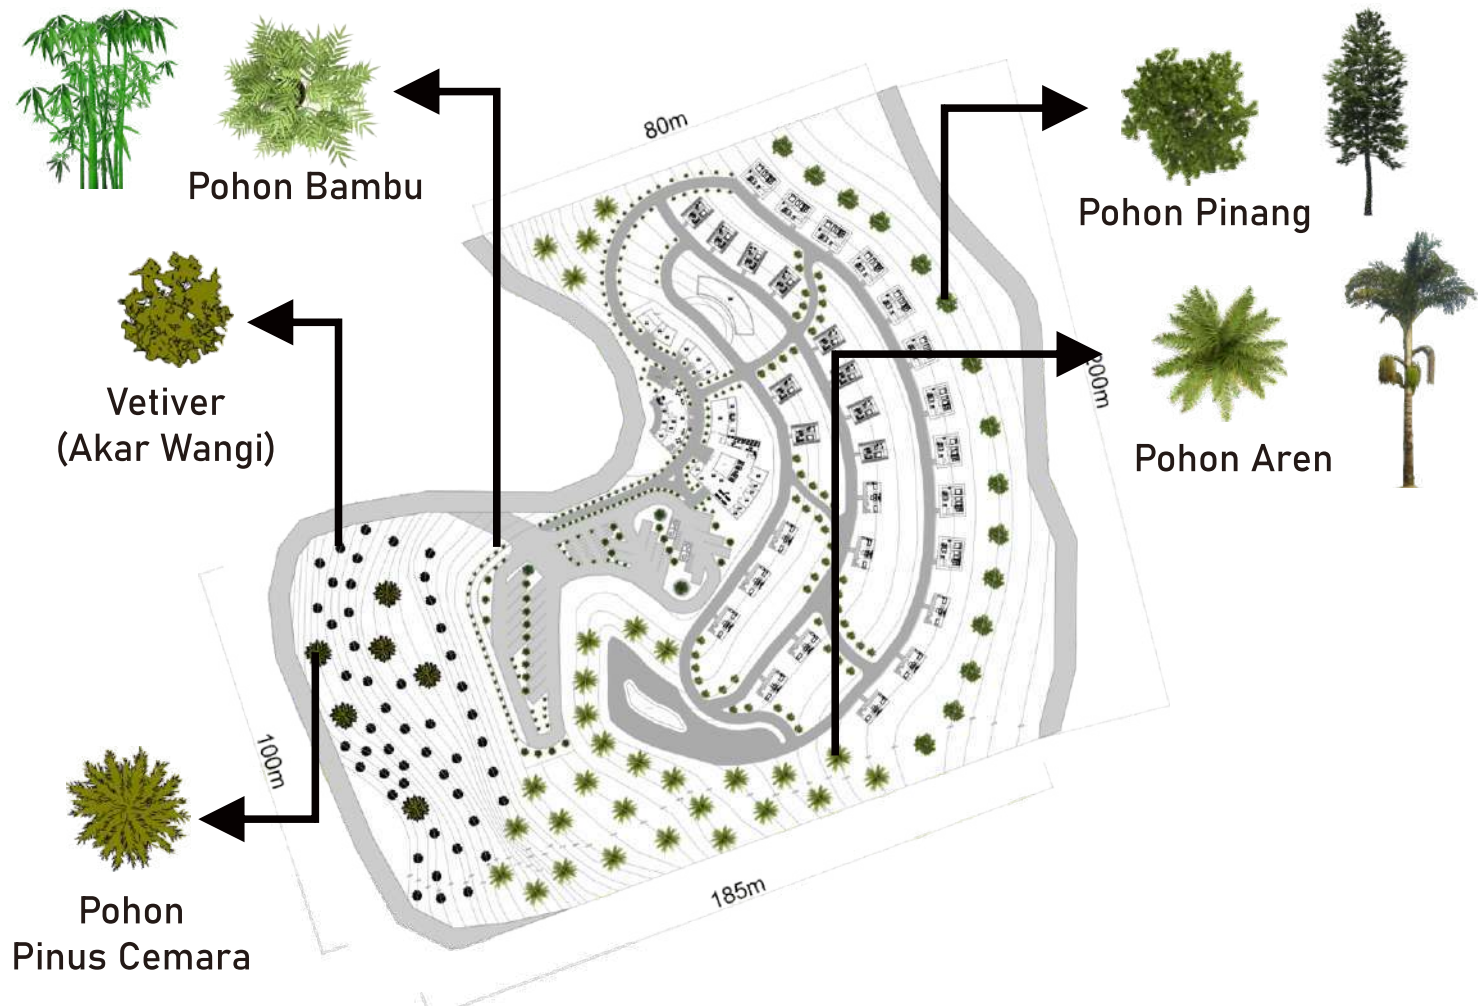 80m
Pohon Bambu
Pohon Pinang
Vetiver
(Akar Wangi)
200m
Pohon Aren
100m
185m
Pohon
Pinus Cemara